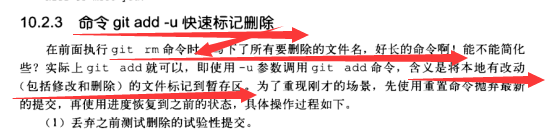 10.2.3 命令 git add -u 快速标记删除
在前面执行 git rm 命令时，写下了所有要删除的文件名，好长的命令啊！能不能简化
些？实际上 git add 就可以，即使用 -u 参数调用 git add 命令，含义是将本地有改动
（包括修改和删除）的文件标记到暂存区。为了重现刚才的场景，先使用重置命令抛弃最新
的提交，再使用进度恢复到之前的状态，具体操作过程如下。
（1）丢弃之前测试删除的试验性提交。